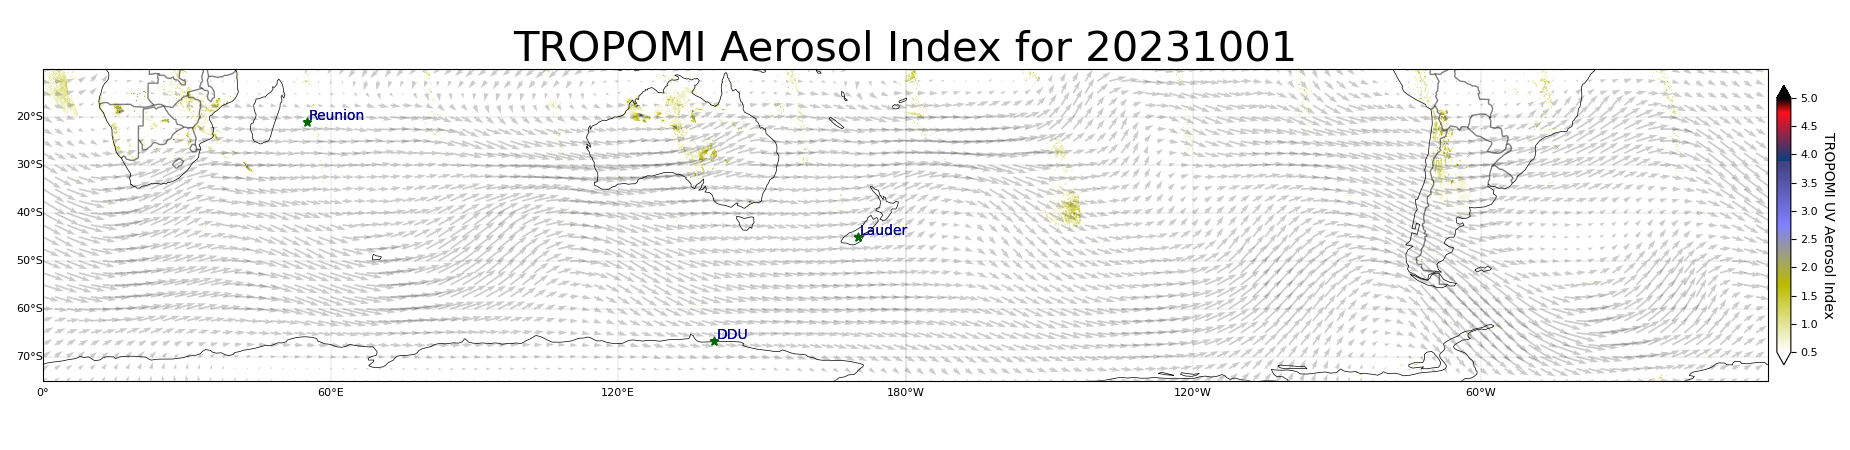 TROPOMI Aerosol Index for 20231001
Reunion
Lauder
DDU
20°S
30°S
40°S
50°S
60°S
70°S
0°
60°E
120°E
180°W
120°W
60°W
5.0
4.5
4.0
3.5
3.0
2.5
2.0
1.5
1.0
0.5
TROPOMI UV Aerosol Index